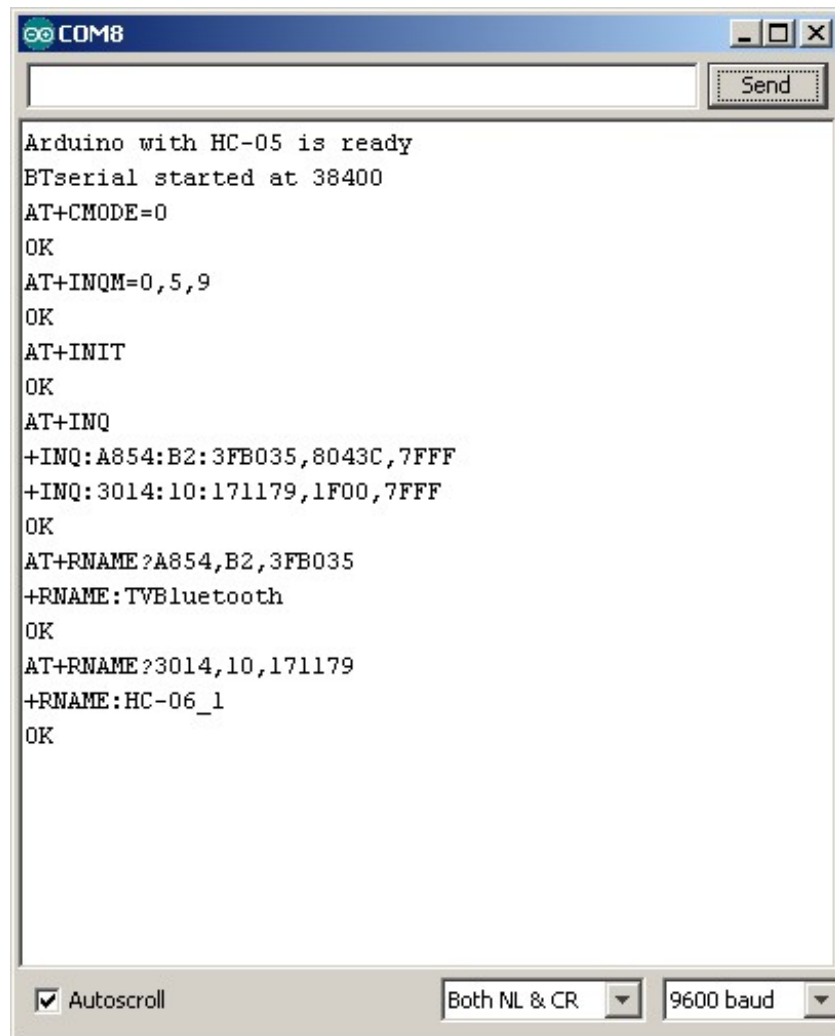 COM8
Send
Arduino with HC-05 is ready
BTserial started at 38400
AT+CMODE=0
OK
AT+INQM=0,5,9
OK
AT+INIT
OK
AT+INQ
+INQ:A854:B2:3FB035,8043C,7FFF
+INQ:3014:10:171179,1F00,7FFF
OK
AT+RNAME?A854,B2,3FB035
+RNAME:TVBluetooth
OK
AT+RNAME?3014,10,171179
+RNAME:HC-06_1
OK
Autoscroll Both NL & CR 9600 baud